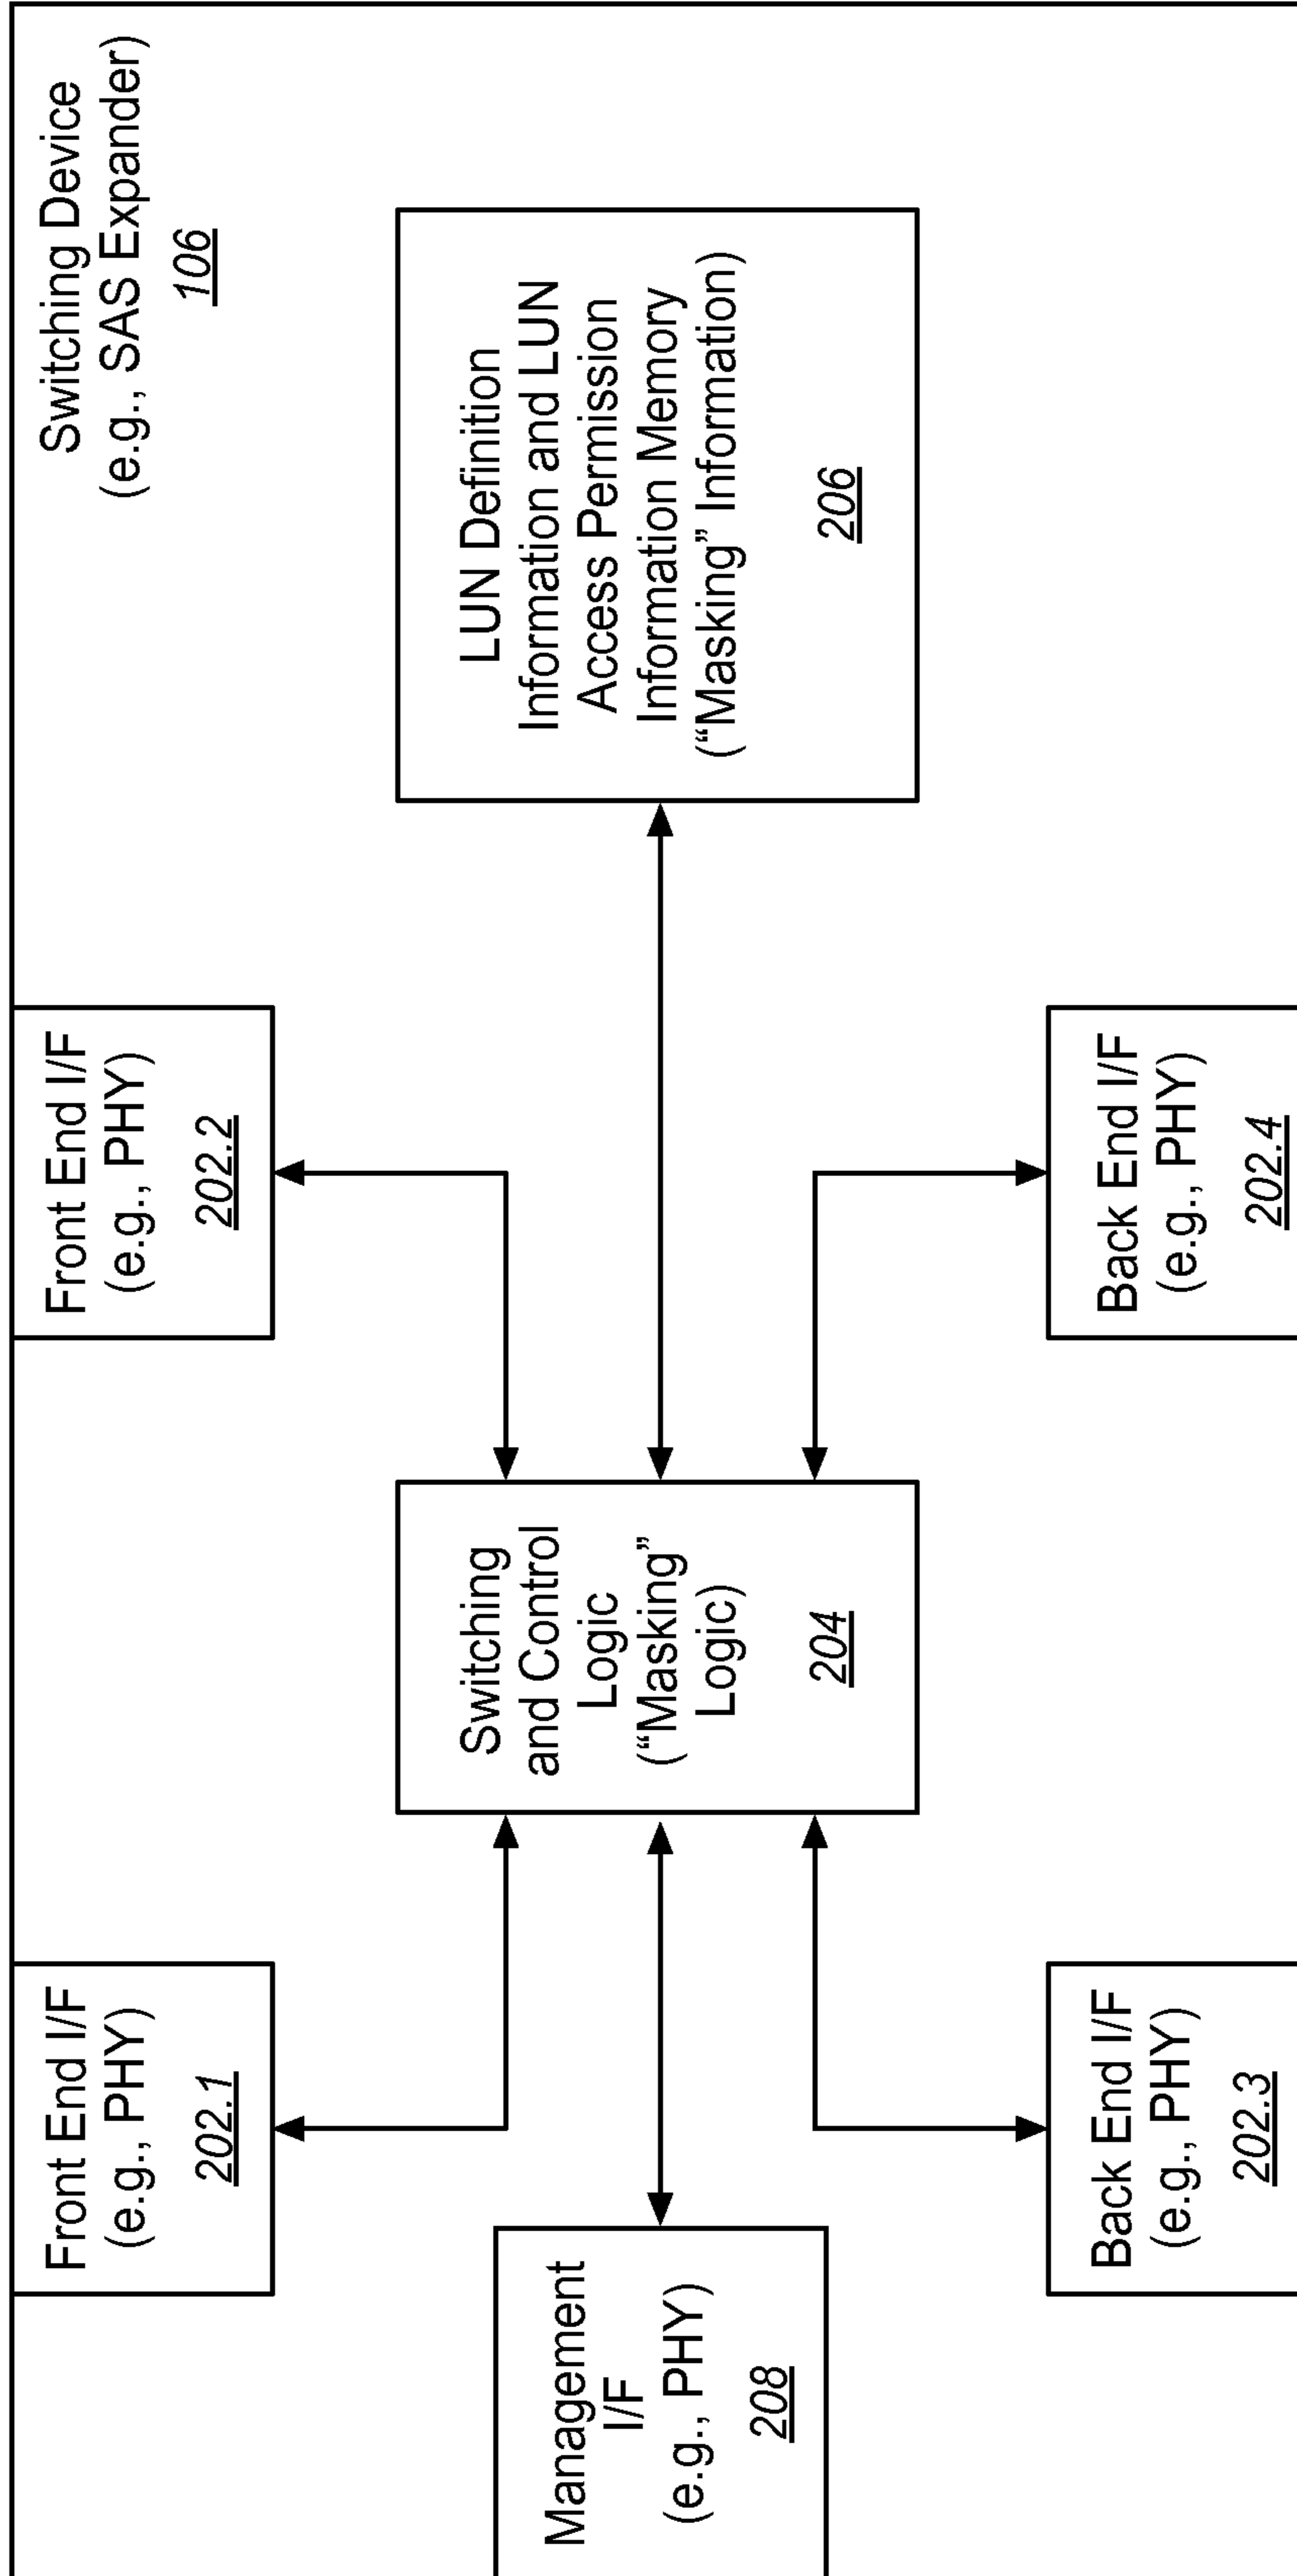 Switching Device
(e.g., SAS Expander)
106
Front End I/F
(e.g., PHY)
202.1
Front End I/F
(e.g., PHY)
202.2
Management
I/F
(e.g., PHY)
208
Switching
and Control
Logic
(“Masking”
Logic)
204
LUN Definition
Information and LUN
Access Permission
Information Memory
(“Masking” Information)
206
Back End I/F
(e.g., PHY)
202.3
Back End I/F
(e.g., PHY)
202.4